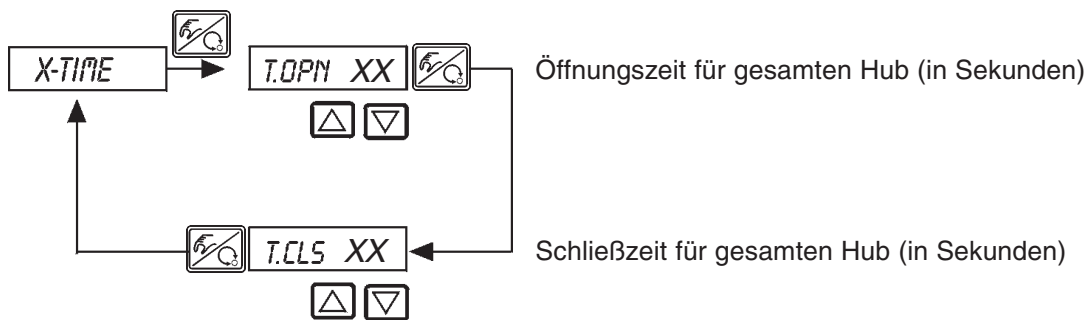 X-TIME
T.OPN XX
Öffnungszeit für gesamten Hub (in Sekunden)
T.CLS XX
Schließzeit für gesamten Hub (in Sekunden)